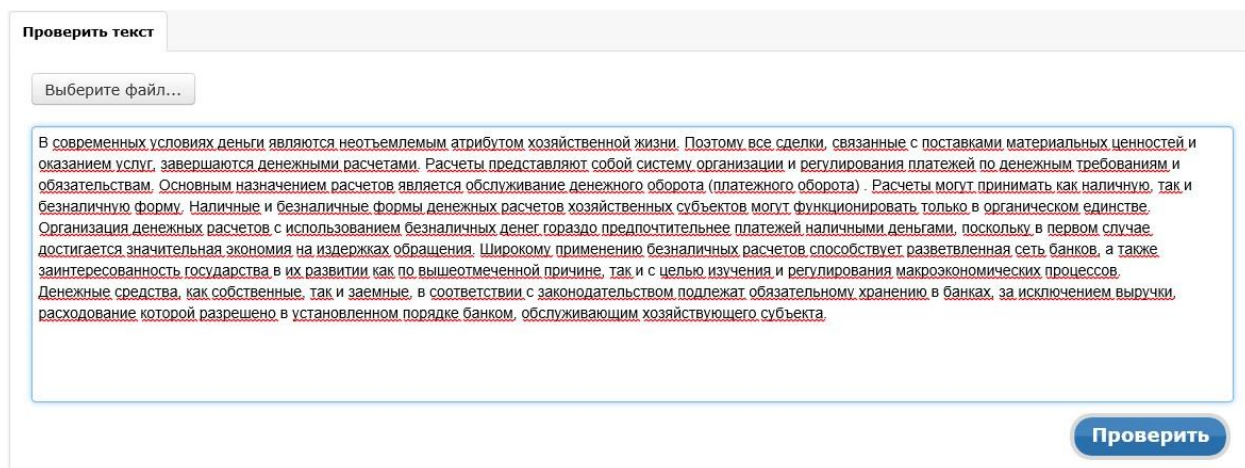 Проверить текст
Выберите файл...
В современных условиях деньги являются неотъемлемым атрибутом хозяйственной жизни. Поэтому все сделки, связанные с поставками материальных ценностей и
оказанием услуг, завершаются денежными расчетами. Расчеты представляют собой систему организации и регулирования платежей по денежным требованиям и
обязательствам. Основным назначением расчетов является обслуживание денежного оборота (платежного оборота) . Расчеты могут принимать как наличную, так и
безналичную форму. Наличные и безналичные формы денежных расчетов хозяйственных субъектов могут функционировать только в органическом единстве.
Организация денежных расчетов с использованием безналичных денег гораздо предпочтительнее платежей наличными деньгами, поскольку в первом случае
достигается значительная экономия на издержках обращения. Широкому применению безналичных расчетов способствует разветвленная сеть банков, а также
заинтересованность государства в их развитии как по вышеотмеченной причине, так и с целью изучения и регулирования макроэкономических процессов.
Денежные средства, как собственные, так и заемные, в соответствии с законодательством подлежат обязательному хранению в банках, за исключением выручки,
расходование которой разрешено в установленном порядке банком, обслуживающим хозяйствующего субъекта.
Проверить